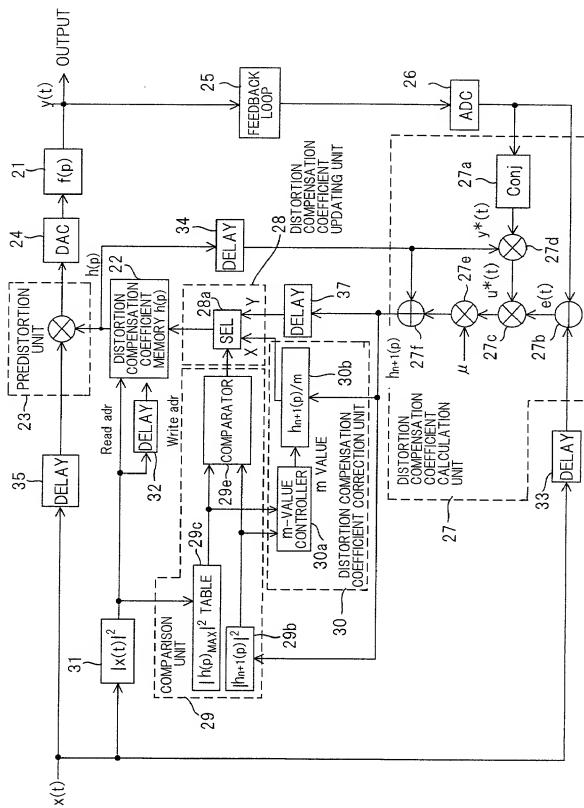 x(t)
31
|x(t)|²
35
DELAY
23
PREDISTORTION
UNIT
24
DAC
21
f(p)
y(t)
OUTPUT
h(p)
Read adr
Write adr
32
DELAY
22
DISTORTION
COMPENSATION
COEFFICIENT
MEMORY h(p)
34
DELAY
25
FEEDBACK
LOOP
DISTORTION
COMPENSATION
COEFFICIENT
UPDATING UNIT
28
28a
SEL
X
Y
37
DELAY
COMPARISON
UNIT
29
29c
|h(p)MAX|² TABLE
29b
|hn+1(p)|²
29e
COMPARATOR
m-VALUE
CONTROLLER
30a
30b
hn+1(p)/m
m VALUE
DISTORTION COMPENSATION
COEFFICIENT CORRECTION UNIT
30
26
ADC
27a
Conj
y*(t)
27d
27e
u*(t)
27c
e(t)
27b
27f
hn+1(p)
μ
DISTORTION
COMPENSATION
COEFFICIENT
CALCULATION
UNIT
27
33
DELAY